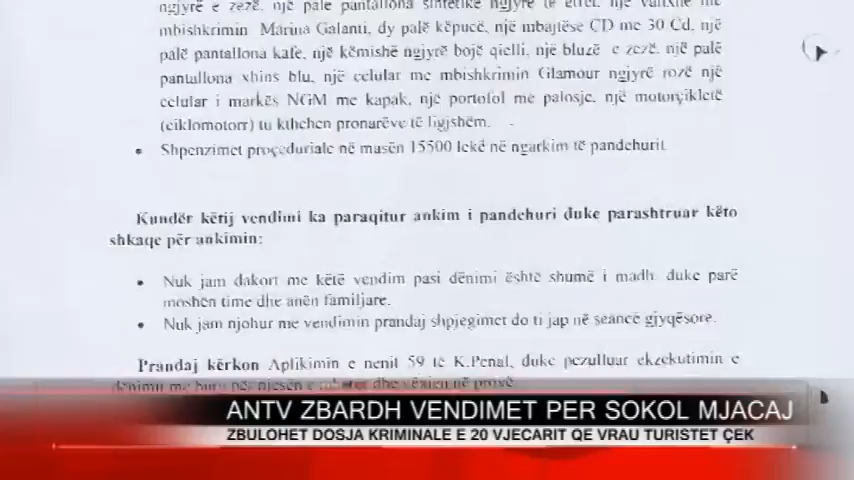 ngjyrë e zezë, një palë pantallona sintetike ngjyrë të errët, një valixhe me
mbishkrimin Marina Galanti, dy palë këpucë, një mbajtëse CD me 30 Cd, një
palë pantallona kafe, një këmishë ngjyrë bojë qielli, një bluzë e zezë, një palë
pantallona xhins blu, një celular me mbishkrimin Glamour ngjyrë rozë një
celular i markës NGM me kapak, një portofol me palosje, një motorçikletë
(ciklomotorr) tu kthehen pronarëve të ligjshëm.
• Shpenzimet proçeduriale në masën 15500 lekë në ngarkim të pandehurit.
Kundër këtij vendimi ka paraqitur ankim i pandehuri duke parashtruar këto
shkaqe për ankimin:
• Nuk jam dakort me këtë vendim pasi dënimi është shumë i madh duke parë
moshën time dhe anën familjare.
• Nuk jam njohur me vendimin prandaj shpjegimet do ti jap në seancë gjyqësore.
Prandaj kërkon Aplikimin e nenit 59 të K.Penal, duke pezulluar ekzekutimin e
dënimit me burg për pjesën e mbetur dhe vënien në provë
ANTV ZBARDH VENDIMET PER SOKOL MJACAJ
ZBULOHET DOSJA KRIMINALE E 20 VJECARIT QE VRAU TURISTET ÇEK